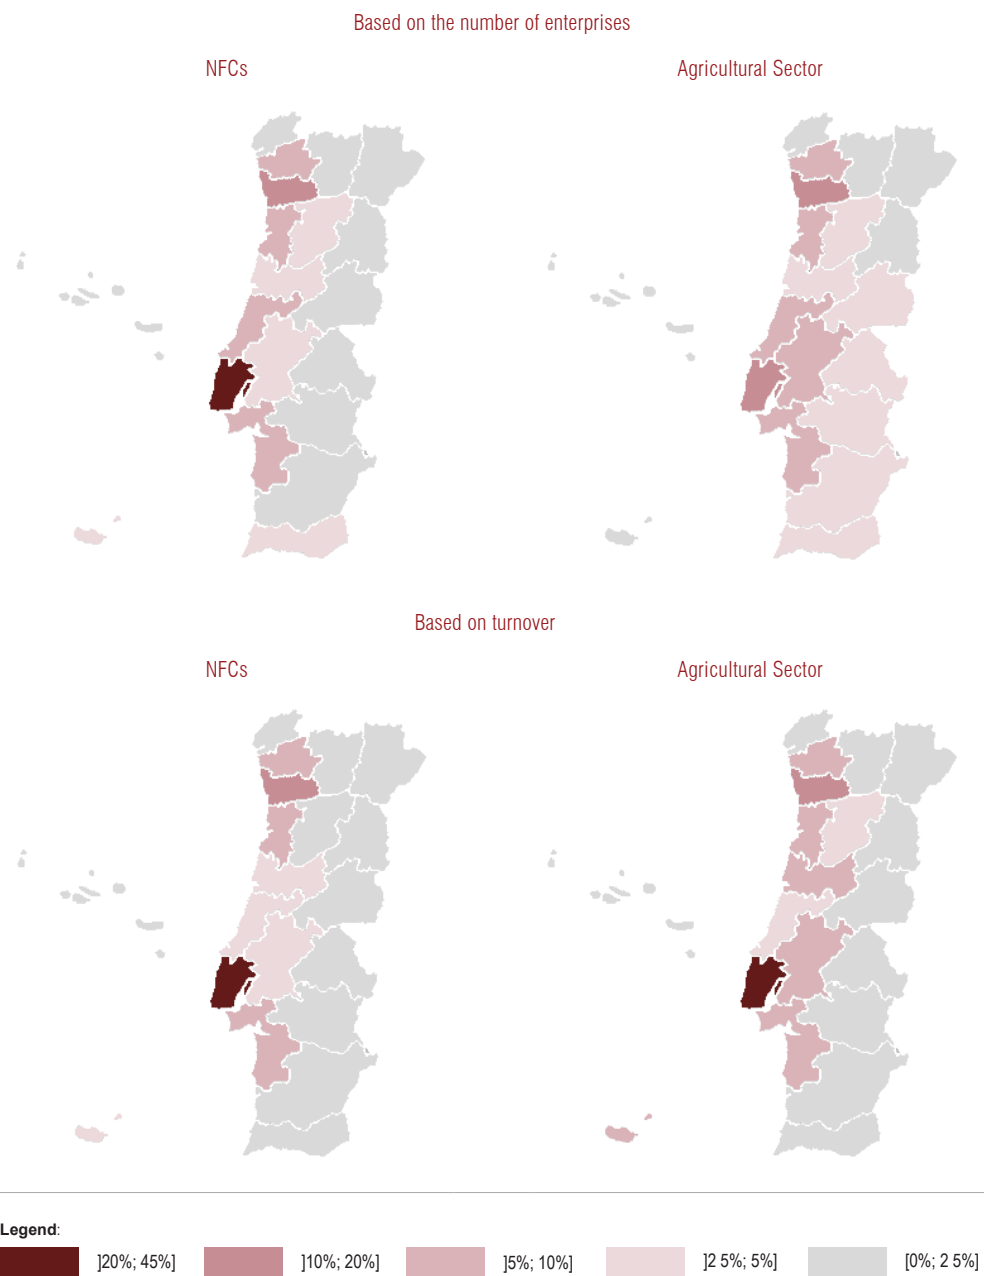 Based on the number of enterprises
NFCs Agricultural Sector
Based on turnover
NFCs Agricultural Sector
Legend:
]20%; 45%] ]10%; 20%] ]5%; 10%] ]2 5%; 5%] [0%; 2 5%]